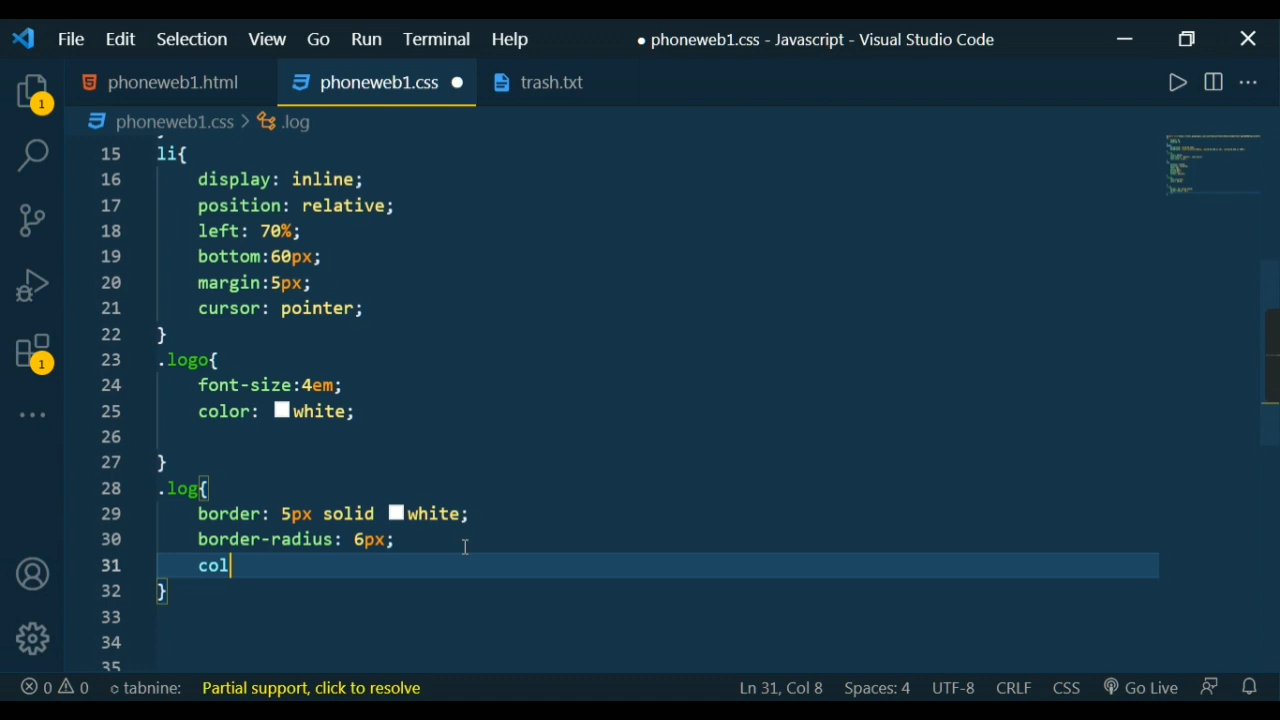 File Edit Selection View Go Run Terminal Help ● phoneweb1.css - Javascript - Visual Studio Code
phoneweb1.html phoneweb1.css ● trash.txt
phoneweb1.css > .log
15 li{
16 display: inline;
17 position: relative;
18 left: 70%;
19 bottom:60px;
20 margin:5px;
21 cursor: pointer;
22 }
23 .logo{
24 font-size:4em;
25 color: white;
26
27 }
28 .log{
29 border: 5px solid white;
30 border-radius: 6px;
31 col
32 }
33
34
35
1
1
0 0 tabnine: Partial support, click to resolve Ln 31, Col 8 Spaces: 4 UTF-8 CRLF CSS Go Live